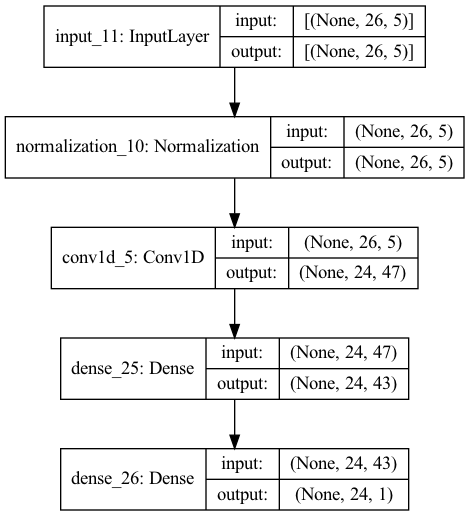 input_11: InputLayer
input: [(None, 26, 5)]
output: [(None, 26, 5)]
normalization_10: Normalization
input: (None, 26, 5)
output: (None, 26, 5)
conv1d_5: Conv1D
input: (None, 26, 5)
output: (None, 24, 47)
dense_25: Dense
input: (None, 24, 47)
output: (None, 24, 43)
dense_26: Dense
input: (None, 24, 43)
output: (None, 24, 1)